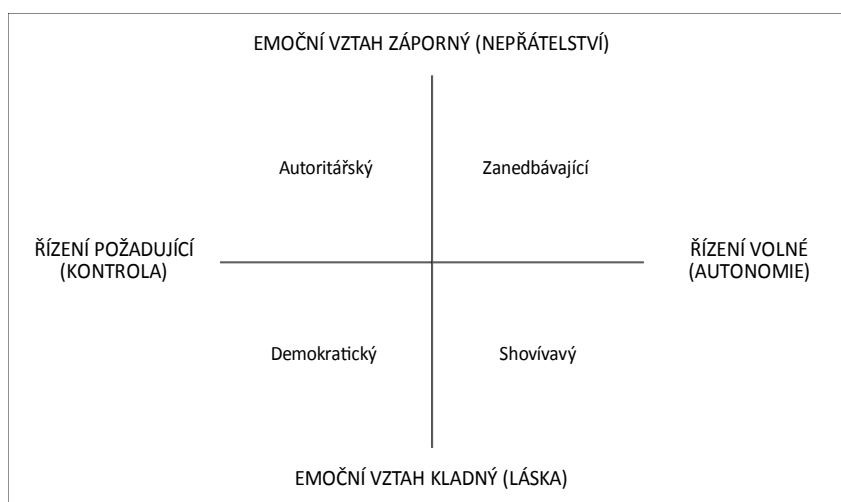 EMOČNÍ VZTAH ZÁPORNÝ (NEPŘÁTELSTVÍ)
Autoritářský
Zanedbávající
ŘÍZENÍ POŽADUJÍCÍ
(KONTROLA)
ŘÍZENÍ VOLNÉ
(AUTONOMIE)
Demokratický
Shovívavý
EMOČNÍ VZTAH KLADNÝ (LÁSKA)